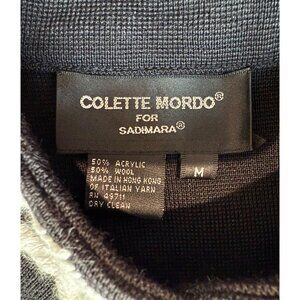 COLETTE MORDO®
FOR
SADIMARA®
50% ACRYLIC
50% WOOL
MADE IN HONG KONG
OF ITALIAN YARN
RN 49711
DRY CLEAN
M